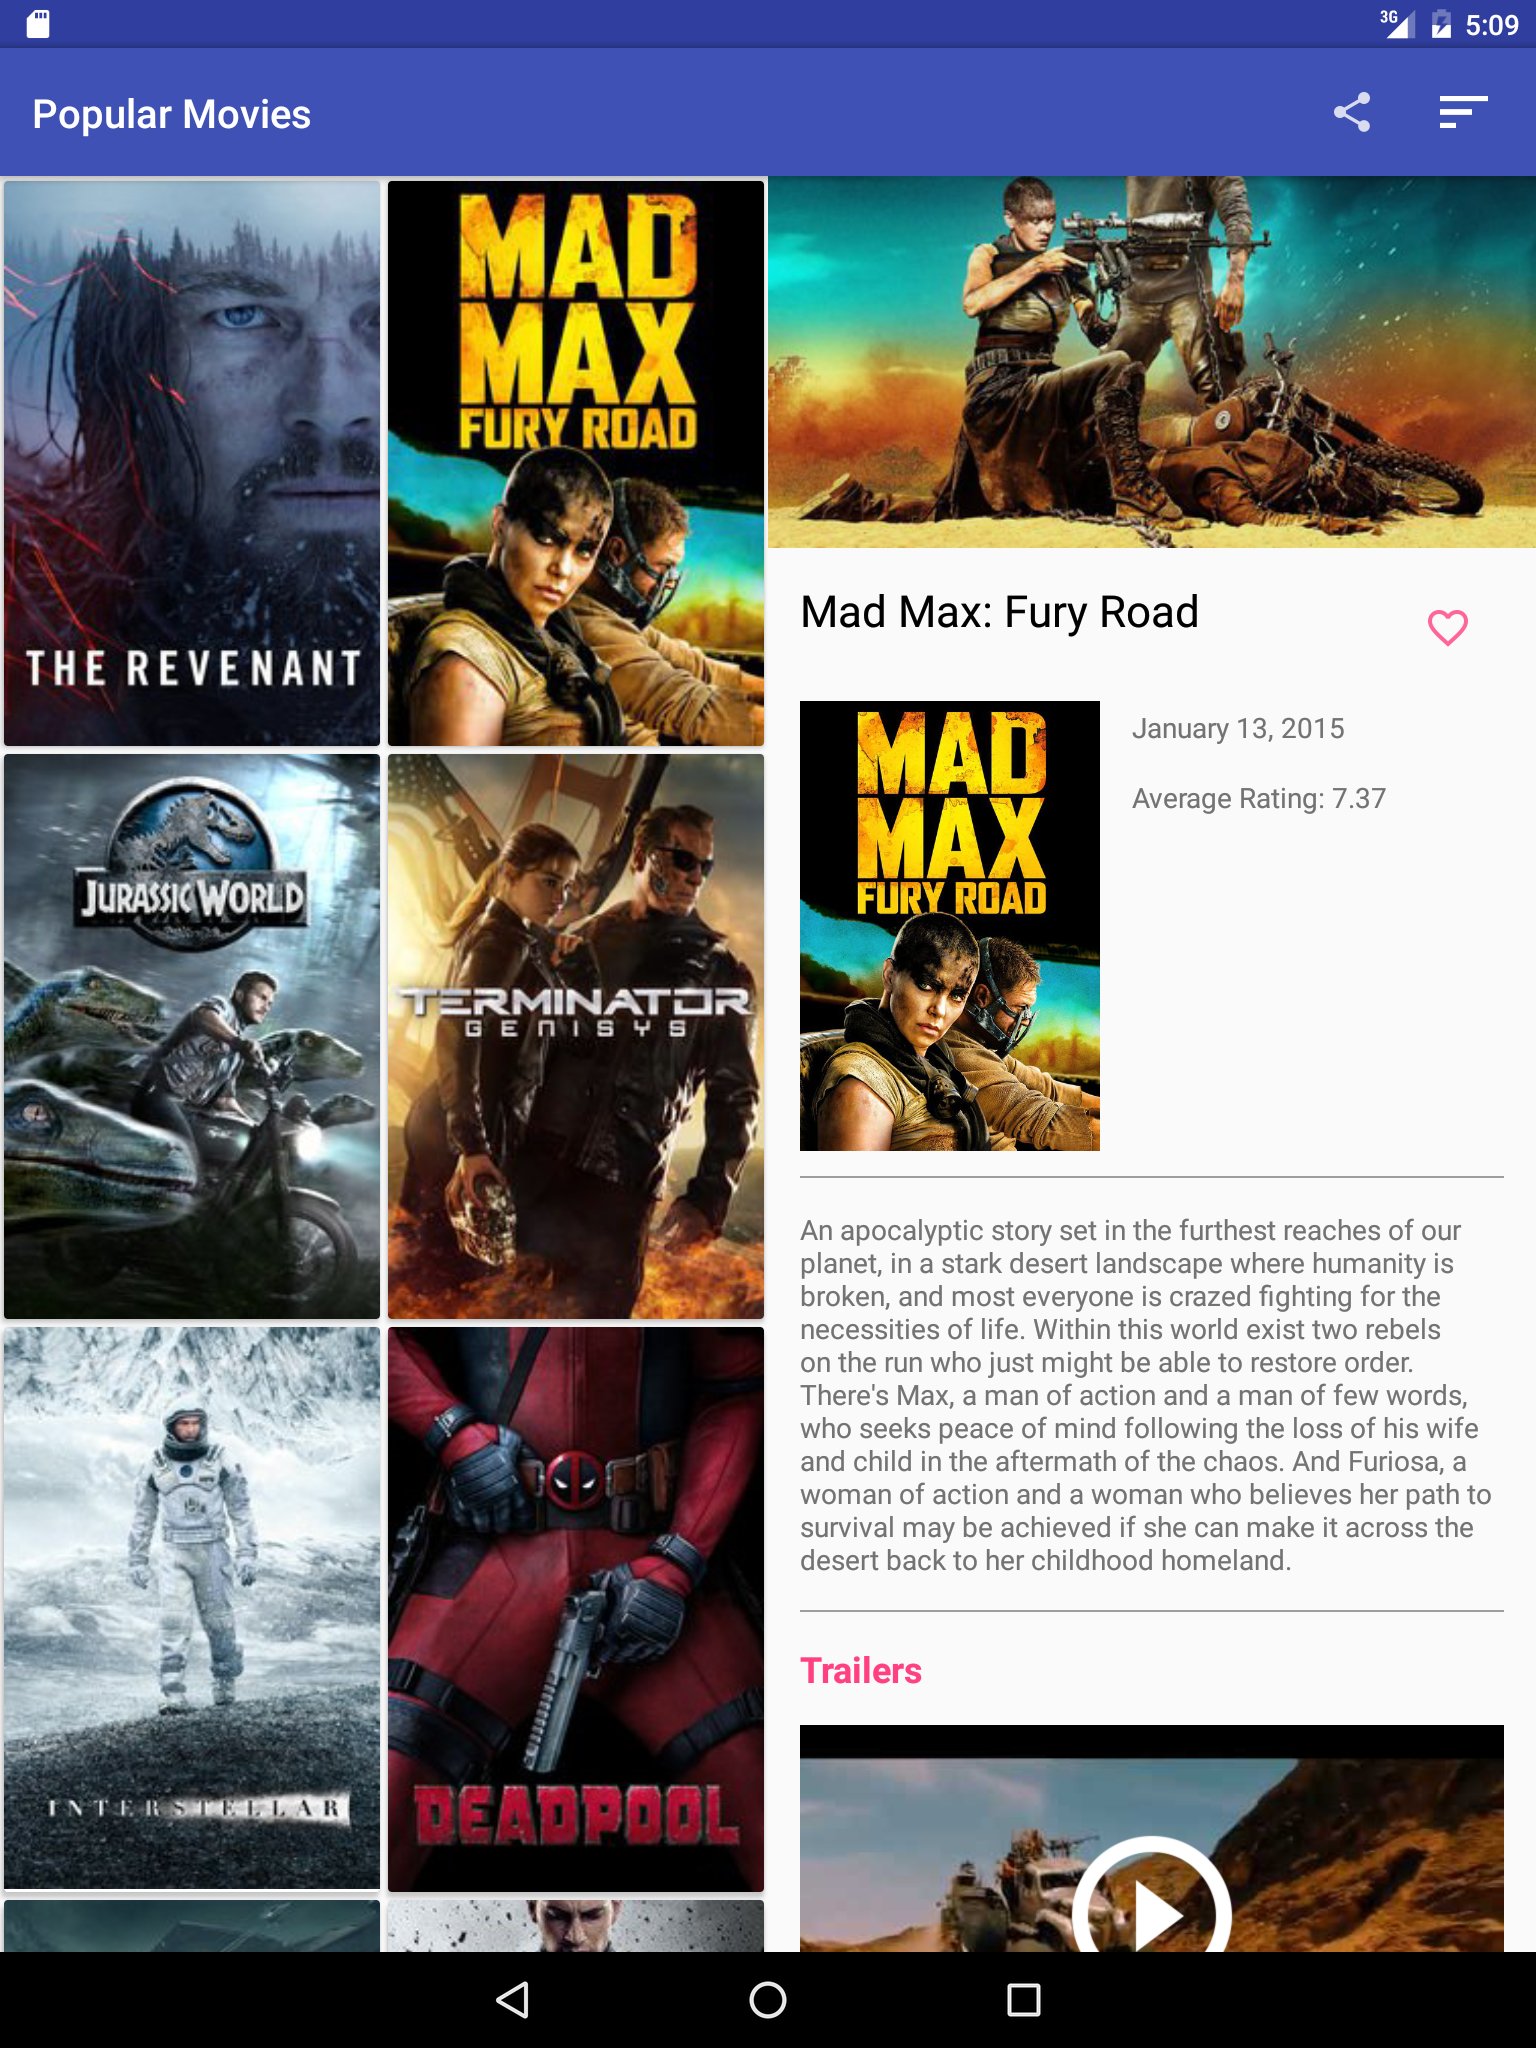 3G
5:09
Popular Movies
THE REVENANT
MAD
MAX
FURY ROAD
JURASSIC WORLD
TERMINATOR
GENISYS
INTERSTELLAR
DEADPOOL
Mad Max: Fury Road
MAD
MAX
FURY ROAD
January 13, 2015
Average Rating: 7.37
An apocalyptic story set in the furthest reaches of our
planet, in a stark desert landscape where humanity is
broken, and most everyone is crazed fighting for the
necessities of life. Within this world exist two rebels
on the run who just might be able to restore order.
There's Max, a man of action and a man of few words,
who seeks peace of mind following the loss of his wife
and child in the aftermath of the chaos. And Furiosa, a
woman of action and a woman who believes her path to
survival may be achieved if she can make it across the
desert back to her childhood homeland.
Trailers